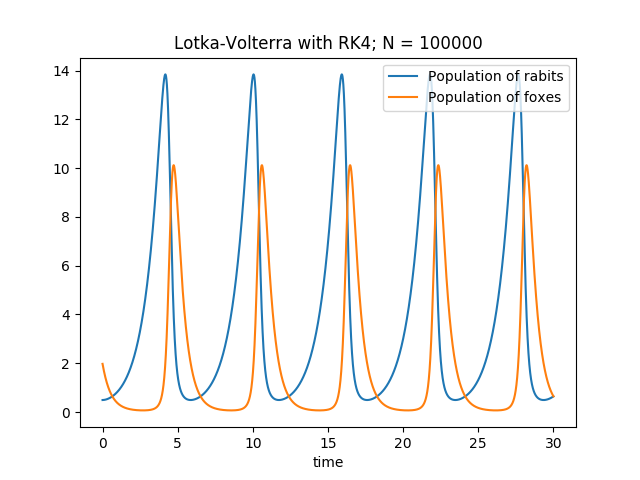 Lotka-Volterra with RK4; N = 100000
Population of rabits
Population of foxes
14
12
10
8
6
4
2
0
0 5 10 15 20 25 30
time